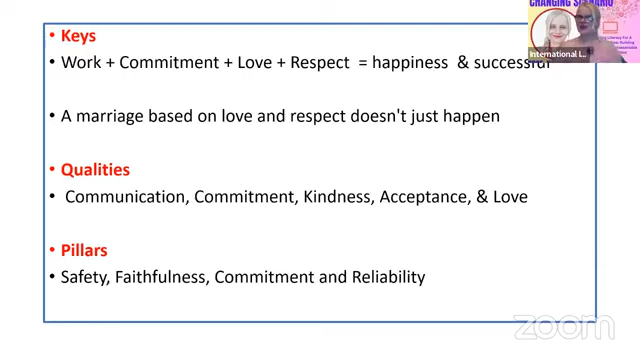 CHANGING SCENARIO
• Keys
• Work + Commitment + Love + Respect = happiness & successful
International L...
• A marriage based on love and respect doesn't just happen
• Qualities
• Communication, Commitment, Kindness, Acceptance, & Love
• Pillars
• Safety, Faithfulness, Commitment and Reliability
zoom